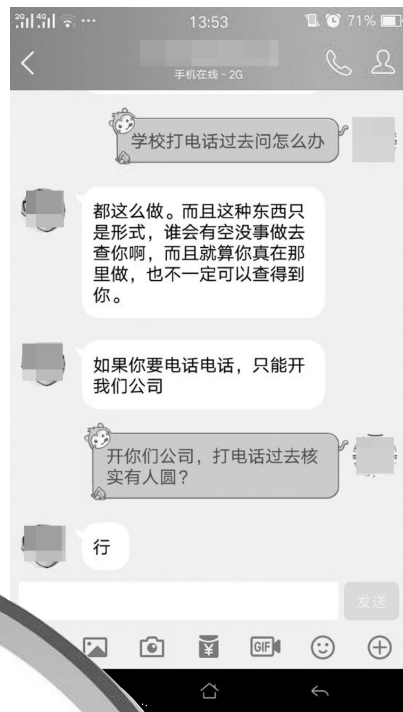 2G 4G 13:53 71%
手机在线 - 2G
学校打电话过去问怎么办
都这么做。而且这种东西只
是形式，谁会有空没事做去
查你啊，而且就算你真在那
里做，也不一定可以查得到
你。
如果你要电话电话，只能开
我们公司
开你们公司，打电话过去核
实有人圆？
行
发送
GIF